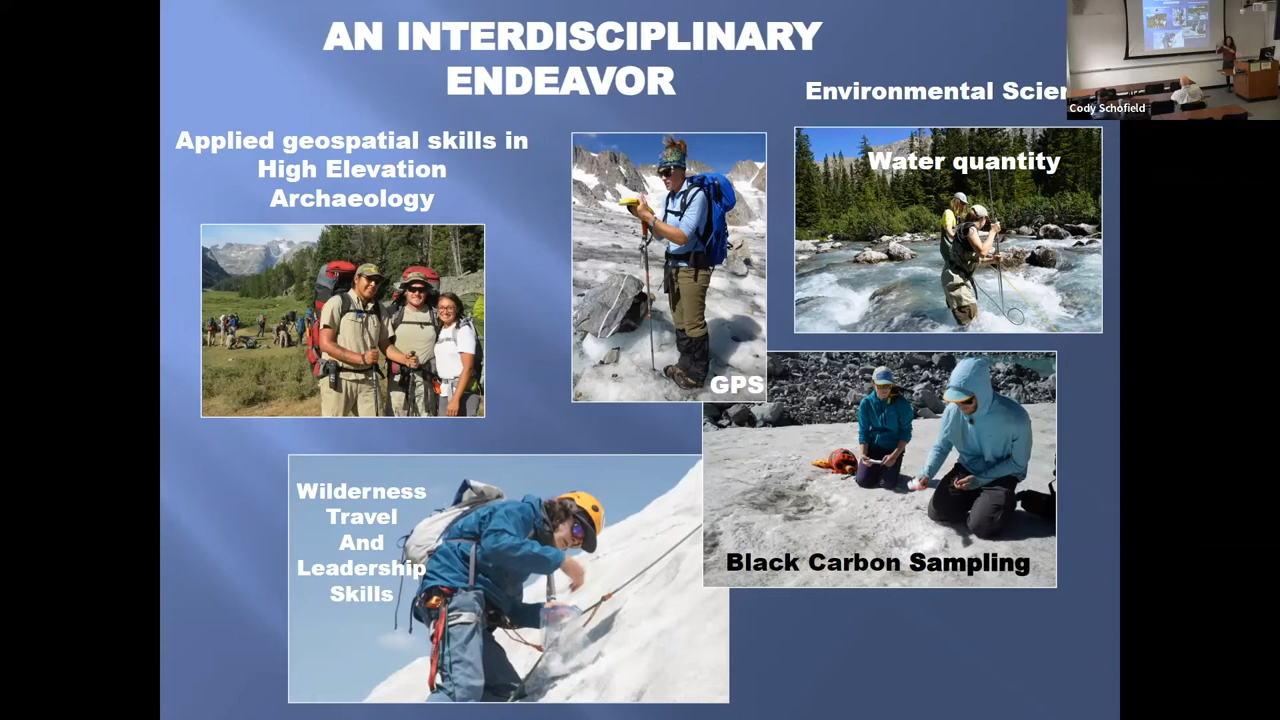 AN INTERDISCIPLINARY
ENDEAVOR
Environmental
Cody Schofield
Applied geospatial skills in
High Elevation
Archaeology
Water quantity
GPS
Wilderness
Travel
And
Leadership
Skills
Black Carbon Sampling